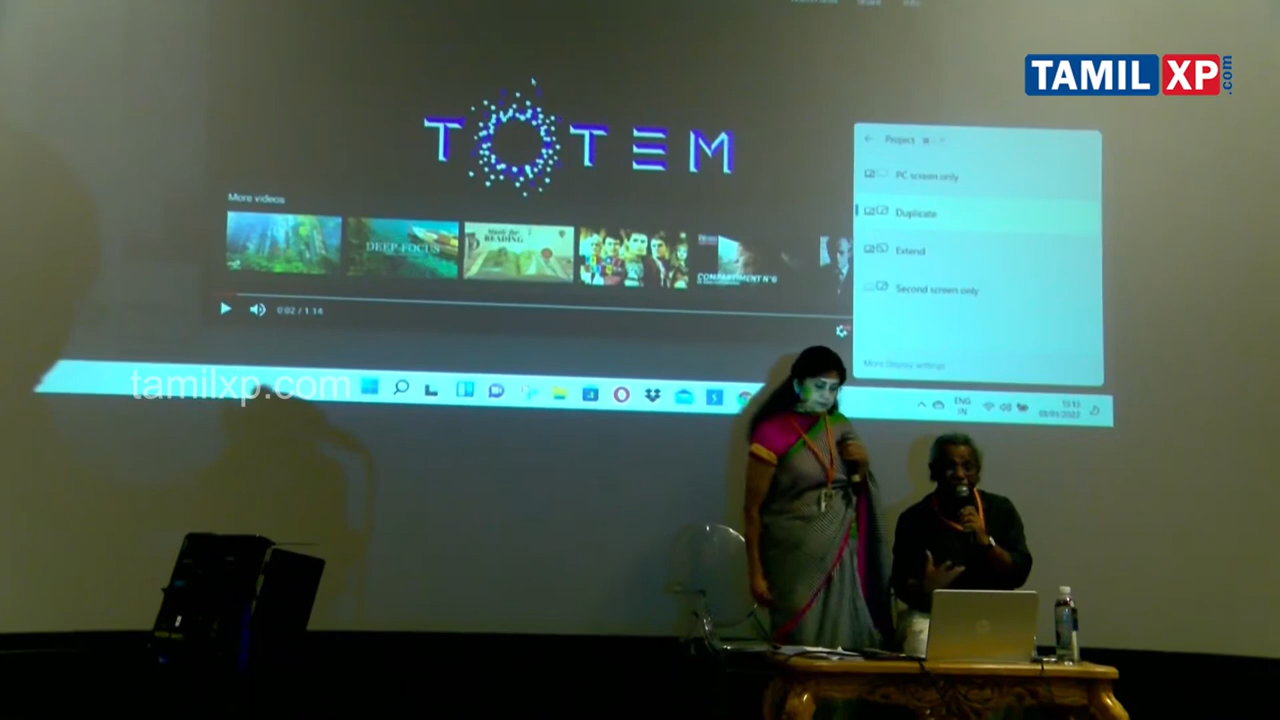 TAMIL XP .com
TOTEM
Project
PC screen only
Duplicate
Extend
Second screen only
More Display settings
More videos
DEEP-FOCUS
Music for
READING
COMPARTMENT N°6
0:02 / 1:14
tamilxp.com
ENG
IN